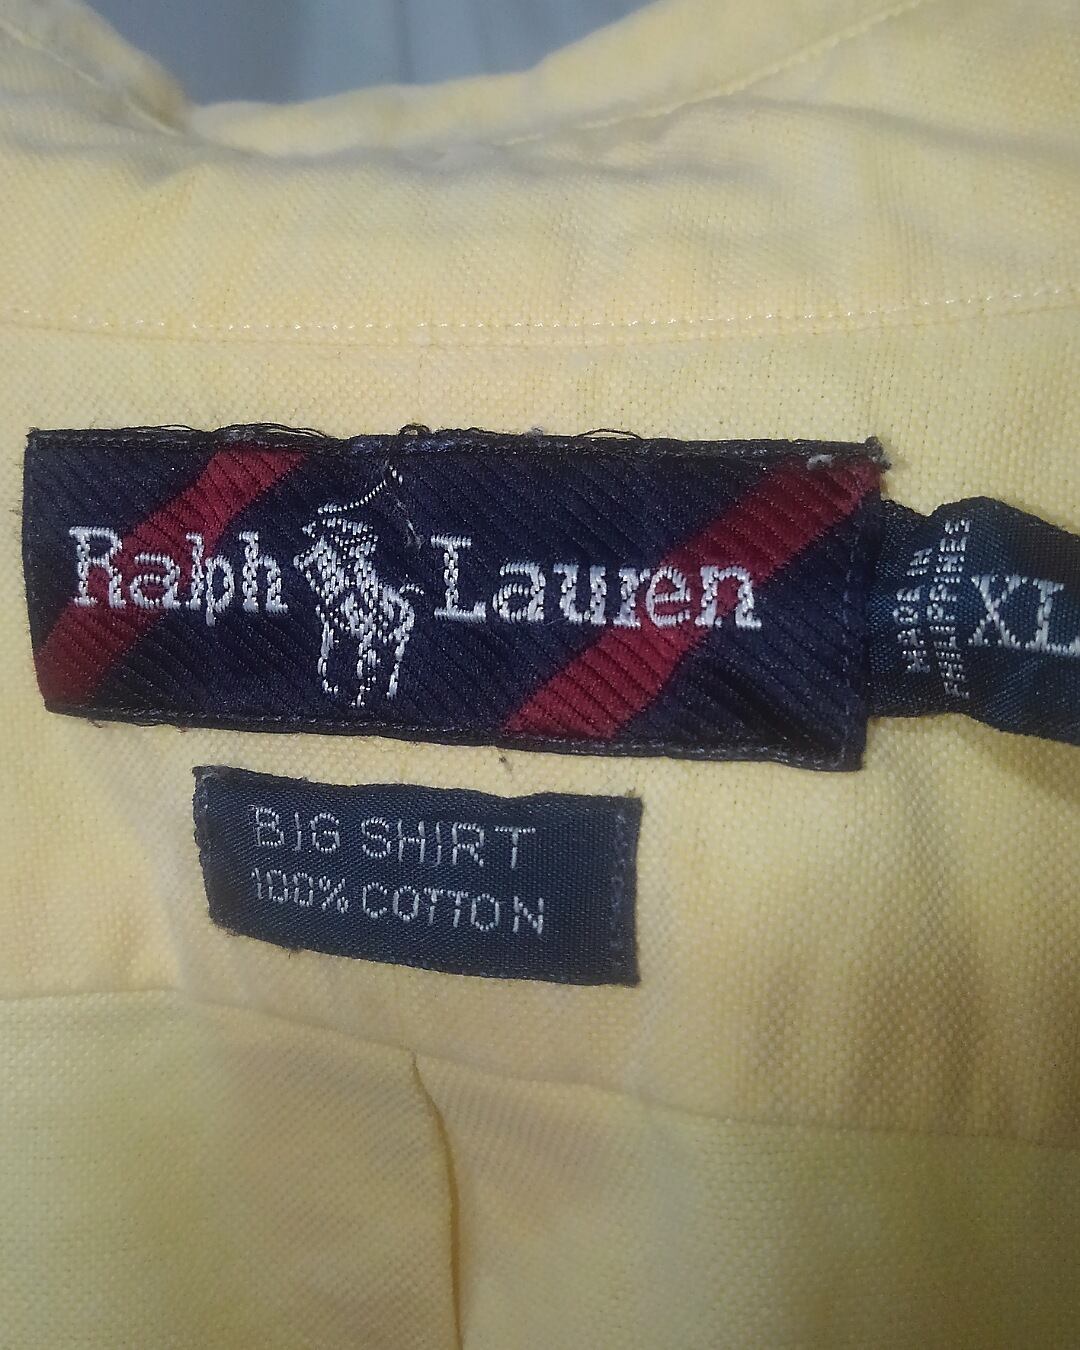 Ralph Lauren
MADE IN
PHILIPPINES
XL
BIG SHIRT
100% COTTON